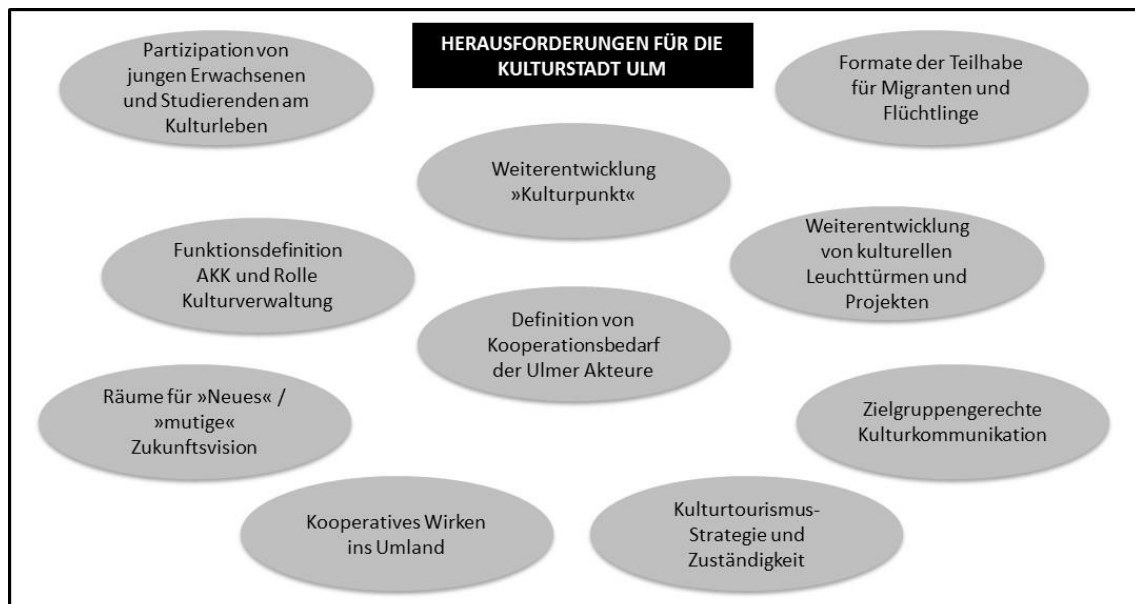 HERAUSFORDERUNGEN FÜR DIE
KULTURSTADT ULM
Partizipation von
jungen Erwachsenen
und Studierenden am
Kulturleben
Formate der Teilhabe
für Migranten und
Flüchtlinge
Weiterentwicklung
»Kulturpunkt«
Funktionsdefinition
AKK und Rolle
Kulturverwaltung
Weiterentwicklung
von kulturellen
Leuchttürmen und
Projekten
Definition von
Kooperationsbedarf
der Ulmer Akteure
Räume für »Neues« /
»mutige«
Zukunftsvision
Zielgruppengerechte
Kulturkommunikation
Kooperatives Wirken
ins Umland
Kulturtourismus-
Strategie und
Zuständigkeit